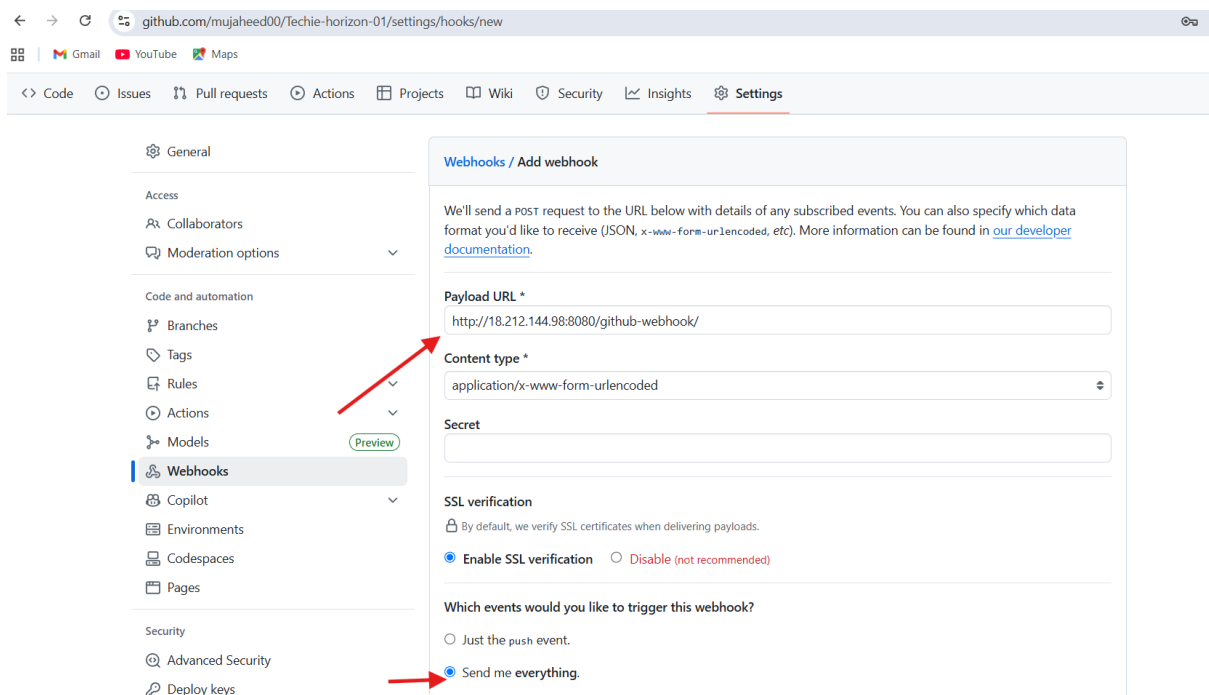 github.com/mujaheed00/Techie-horizon-01/settings/hooks/new
Gmail YouTube Maps
Code Issues Pull requests Actions Projects Wiki Security Insights Settings
General
Access
Collaborators
Moderation options
Code and automation
Branches
Tags
Rules
Actions
Models Preview
Webhooks
Copilot
Environments
Codespaces
Pages
Security
Advanced Security
Deploy keys
Webhooks / Add webhook
We'll send a POST request to the URL below with details of any subscribed events. You can also specify which data
format you'd like to receive (JSON, x-www-form-urlencoded, etc). More information can be found in our developer
documentation.
Payload URL *
http://18.212.144.98:8080/github-webhook/
Content type *
application/x-www-form-urlencoded
Secret
SSL verification
By default, we verify SSL certificates when delivering payloads.
Enable SSL verification Disable (not recommended)
Which events would you like to trigger this webhook?
Just the push event.
Send me everything.